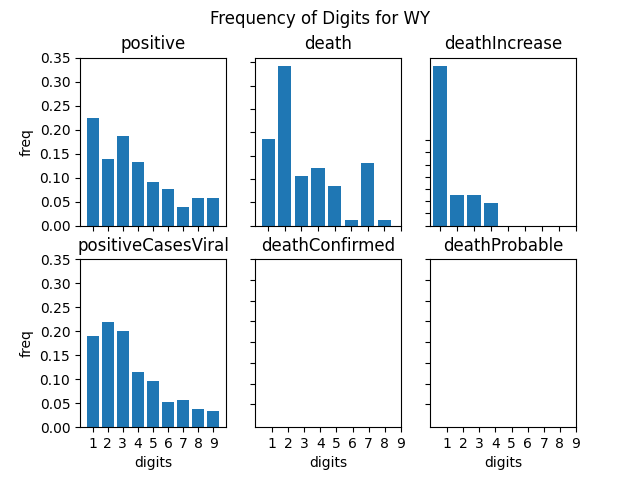 Frequency of Digits for WY
positive death deathIncrease
0.35
0.30
0.25
0.20
0.15
0.10
0.05
0.00
freq
positiveCasesViral deathConfirmed deathProbable
0.35
0.30
0.25
0.20
0.15
0.10
0.05
0.00
freq
1 2 3 4 5 6 7 8 9 1 2 3 4 5 6 7 8 9 1 2 3 4 5 6 7 8 9
digits digits digits